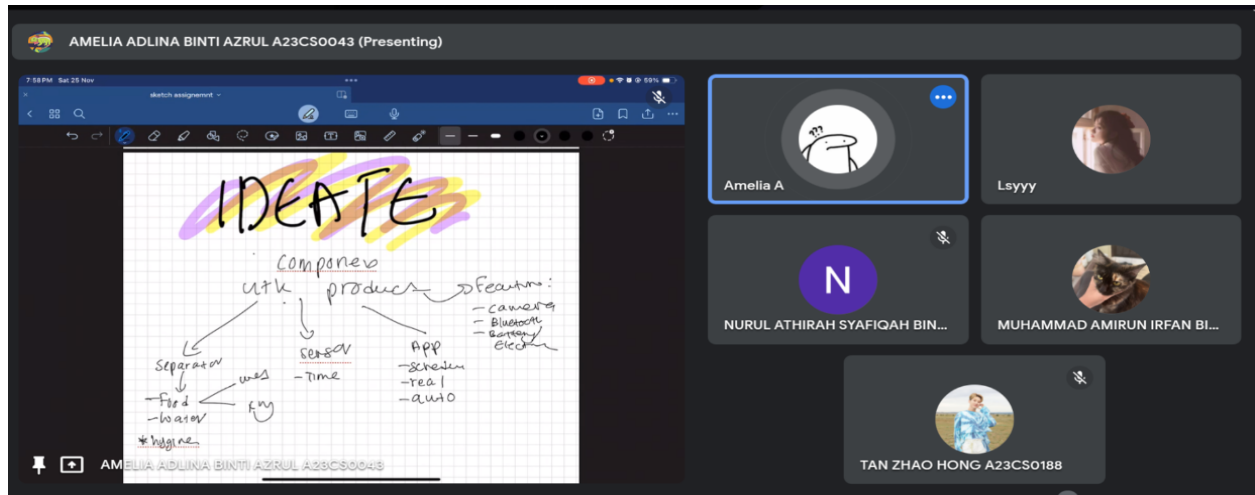 AMELIA ADLINA BINTI AZRUL A23CS0043 (Presenting)
7:58 PM Sat 25 Nov
59%
sketch assignemnt
IDEATE
componen
utk product
Feature:
- camera
- Bluetooth
- Battery/
Electric
separator
- Food
- water
*hygine
wet
sensor
- Time
App
- real
- auto
AMELIA ADLINA BINTI AZRUL A23CS0043
???
Amelia A
Lsyyy
N
NURUL ATHIRAH SYAFIQAH BIN...
MUHAMMAD AMIRUN IRFAN BI...
TAN ZHAO HONG A23CS0188